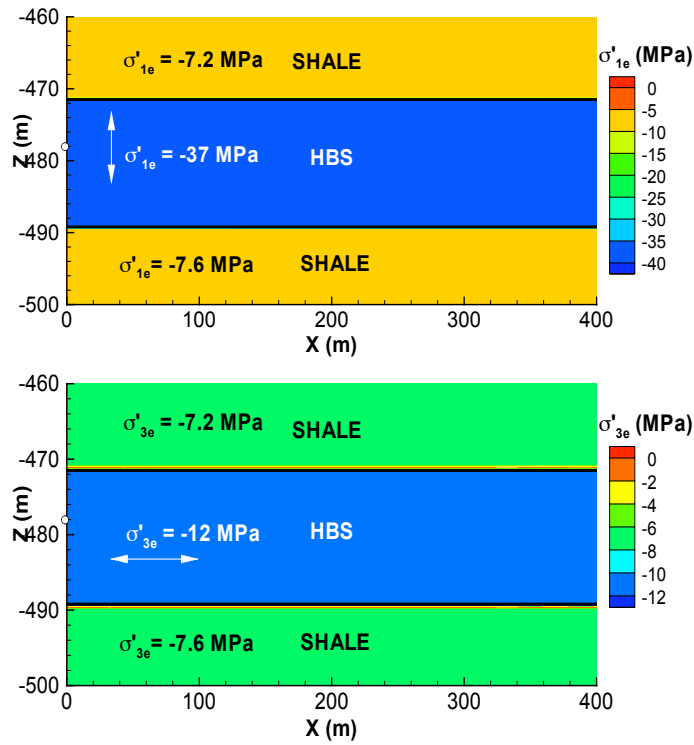 -460
σ'1e = -7.2 MPa SHALE
σ'1e (MPa)
-470
0
-5
-10
Z (m)
-480
σ'1e = -37 MPa HBS
-15
-20
-25
-30
-490
-35
σ'1e = -7.6 MPa SHALE
-40
-500
0 100 200 300 400
X (m)
-460
σ'3e = -7.2 MPa SHALE
σ'3e (MPa)
-470
0
-2
-4
Z (m)
-480
σ'3e = -12 MPa HBS
-6
-8
-10
-490
-12
σ'3e = -7.6 MPa SHALE
-500
0 100 200 300 400
X (m)